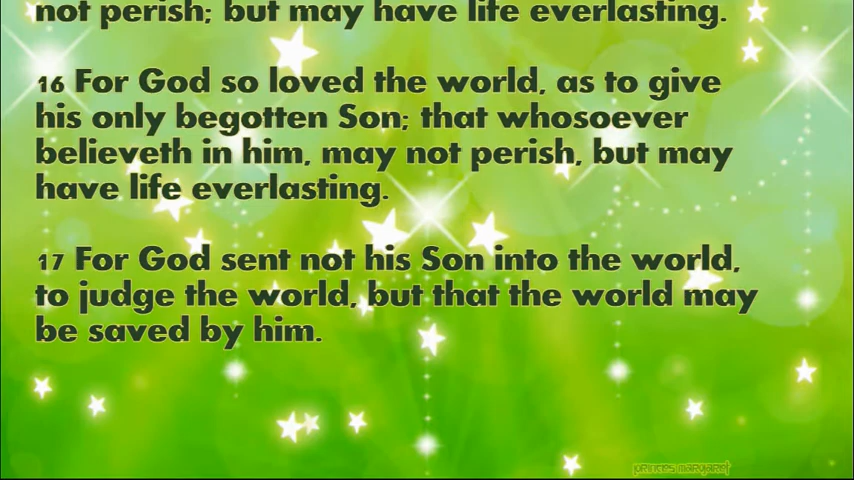 not perish; but may have life everlasting.
16 For God so loved the world, as to give
his only begotten Son; that whosoever
believeth in him, may not perish, but may
have life everlasting.
17 For God sent not his Son into the world,
to judge the world, but that the world may
be saved by him.